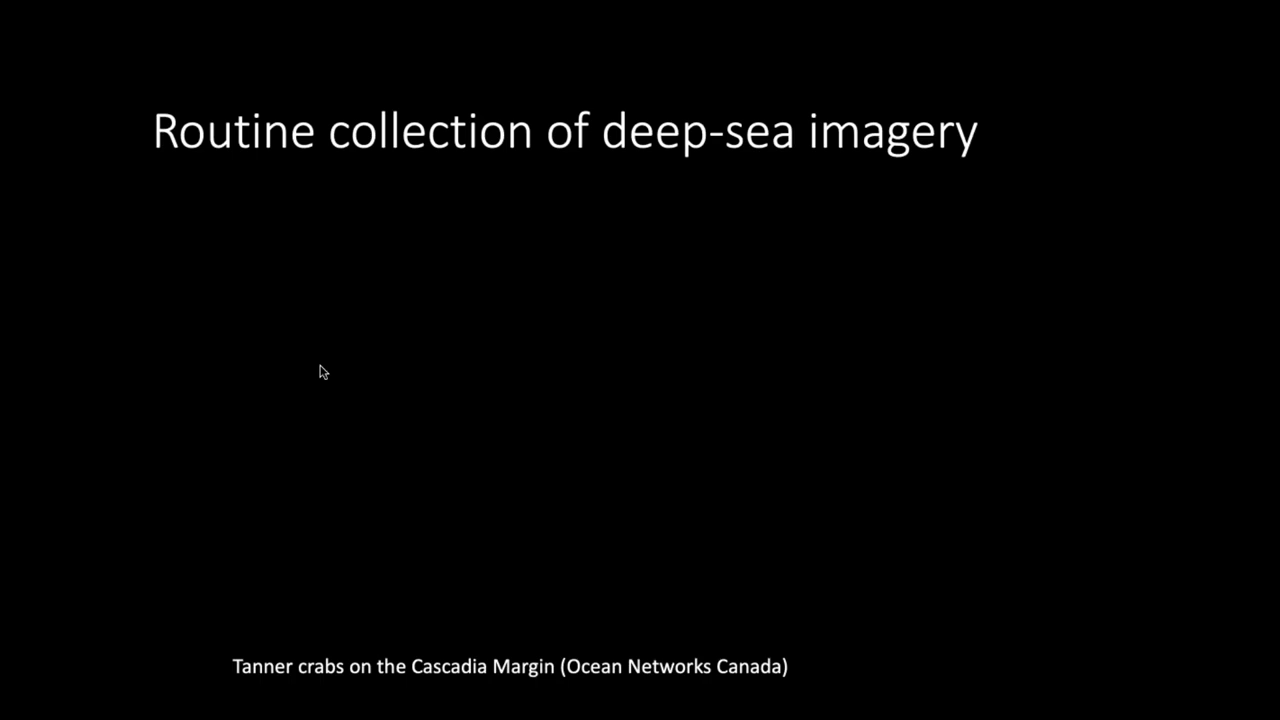 Routine collection of deep-sea imagery
Tanner crabs on the Cascadia Margin (Ocean Networks Canada)